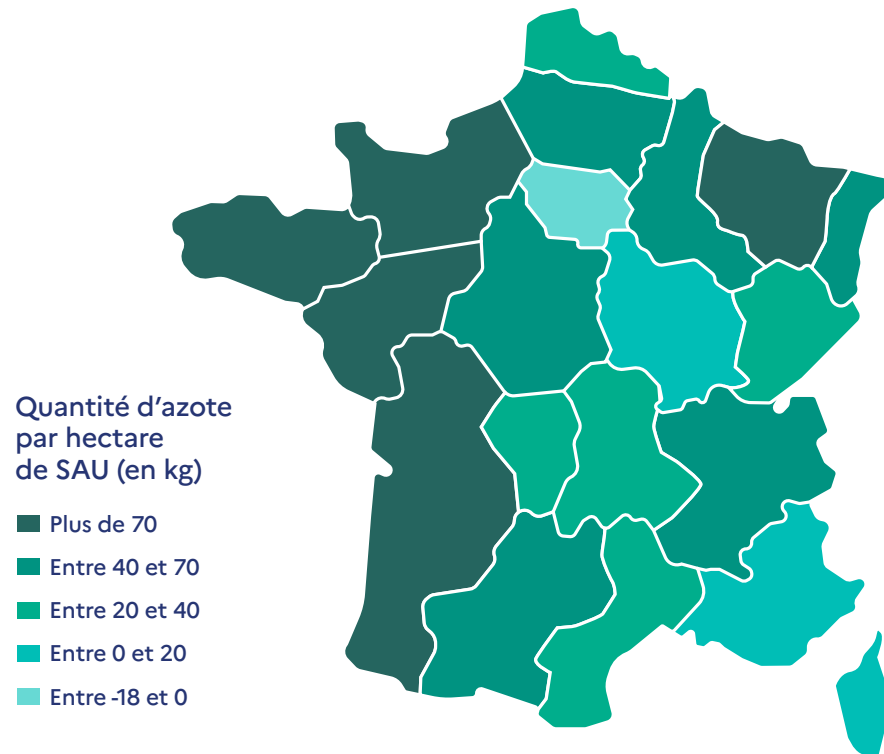 Quantité d’azote
par hectare
de SAU (en kg)
Plus de 70
Entre 40 et 70
Entre 20 et 40
Entre 0 et 20
Entre -18 et 0